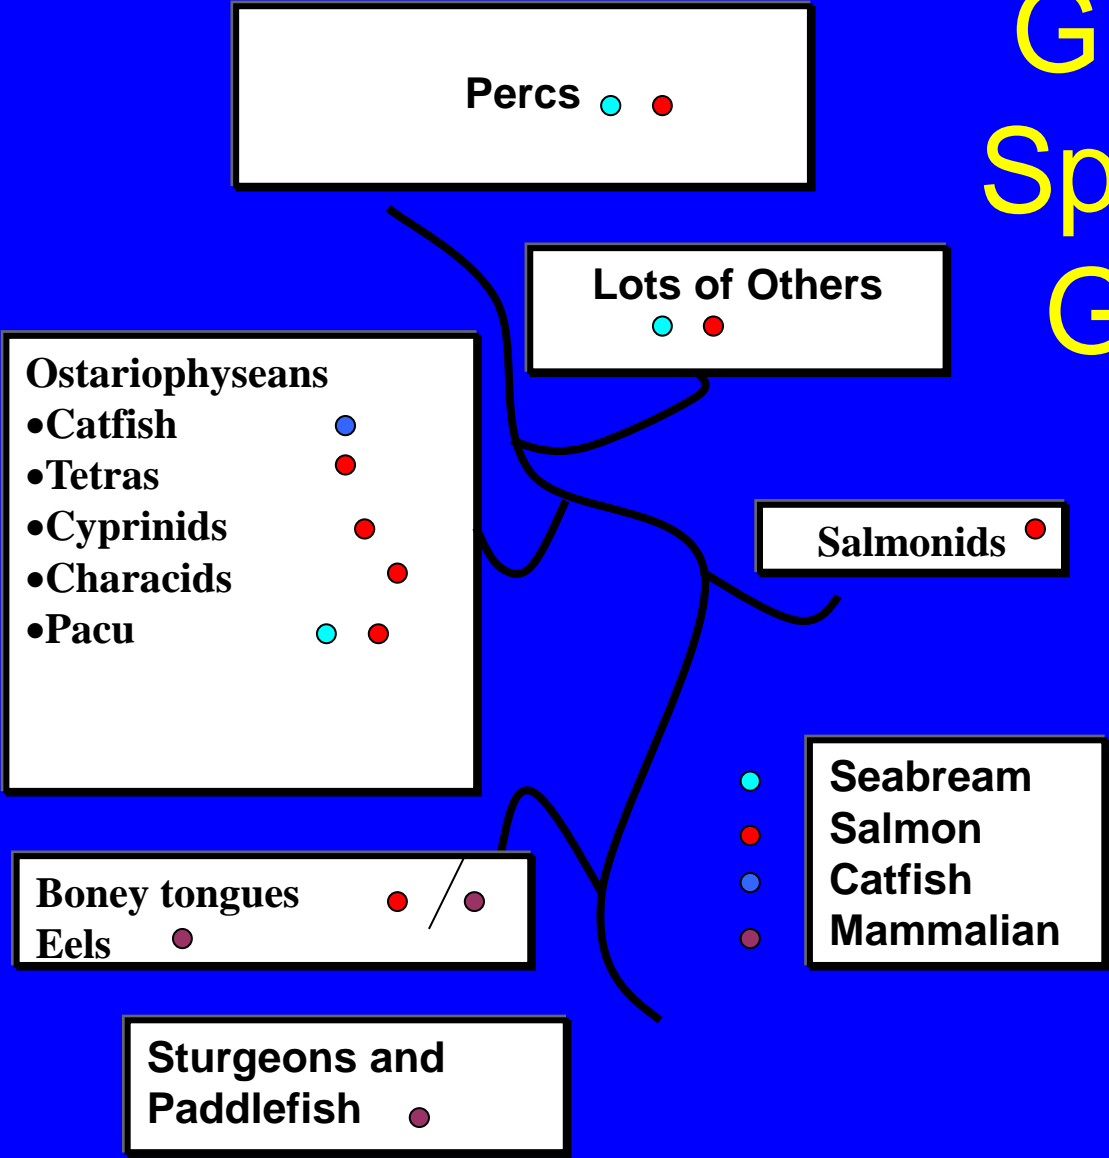 G
Sp
G
Percs
Lots of Others
Ostariophyseans
•Catfish
•Tetras
•Cyprinids
•Characids
•Pacu
Salmonids
Seabream
Salmon
Catfish
Mammalian
Boney tongues
Eels
Sturgeons and
Paddlefish